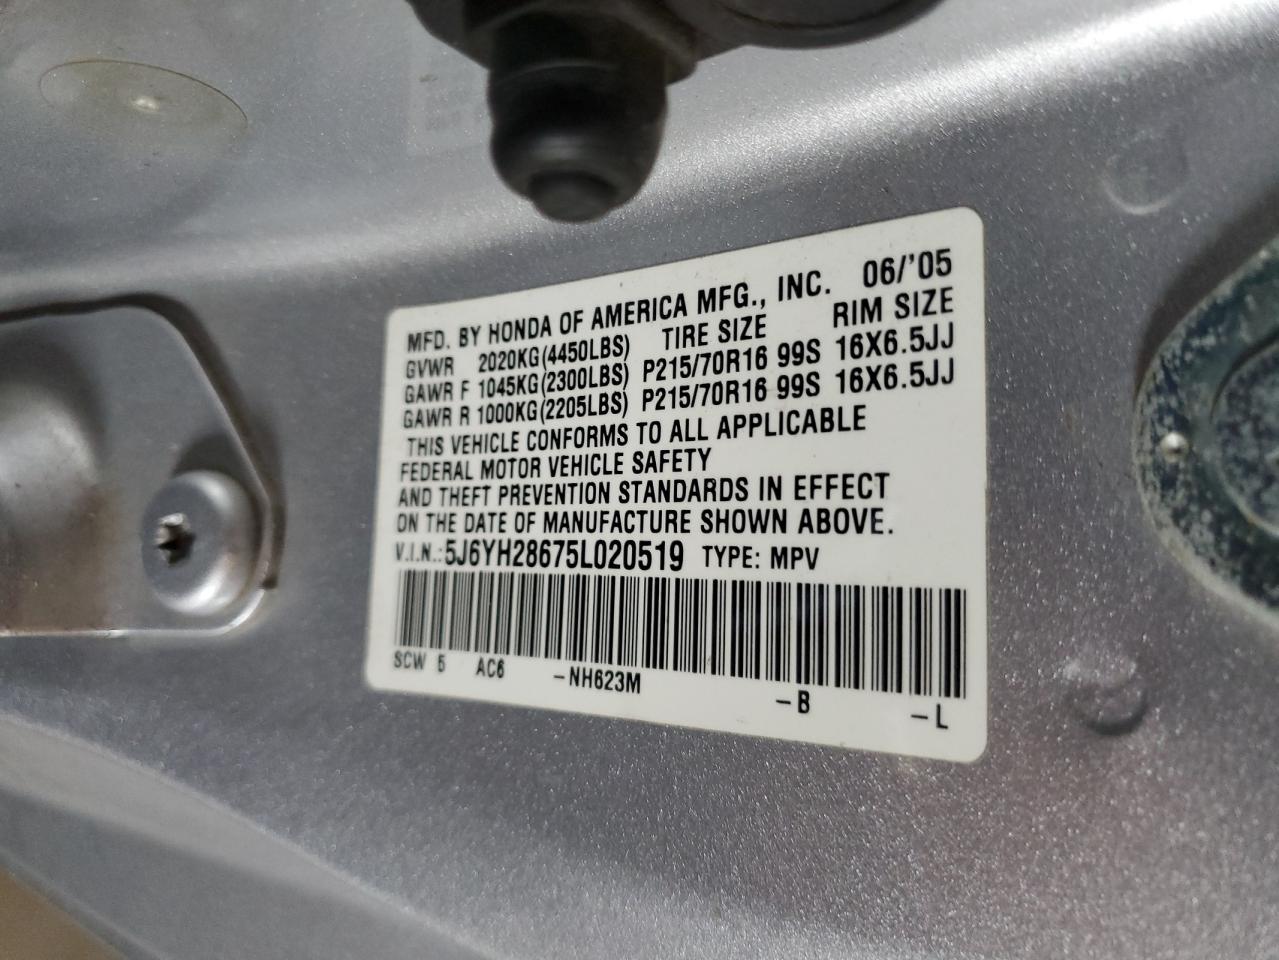 MFD. BY HONDA OF AMERICA MFG., INC. 06/'05
GVWR 2020KG(4450LBS) TIRE SIZE RIM SIZE
GAWR F 1045KG(2300LBS) P215/70R16 99S 16X6.5JJ
GAWR R 1000KG(2205LBS) P215/70R16 99S 16X6.5JJ
THIS VEHICLE CONFORMS TO ALL APPLICABLE
FEDERAL MOTOR VEHICLE SAFETY
AND THEFT PREVENTION STANDARDS IN EFFECT
ON THE DATE OF MANUFACTURE SHOWN ABOVE.
V.I.N.:5J6YH28675L020519 TYPE: MPV
SCW 5 AC6 -NH623M -B -L